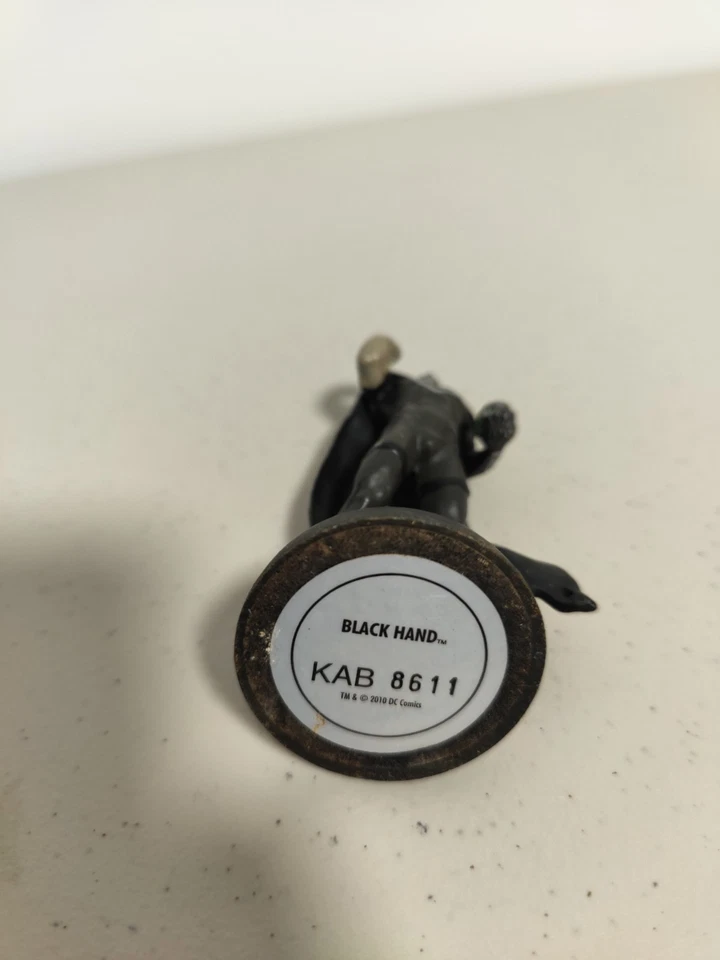 BLACK HAND™
KAB 8611
TM & © 2010 DC Comics